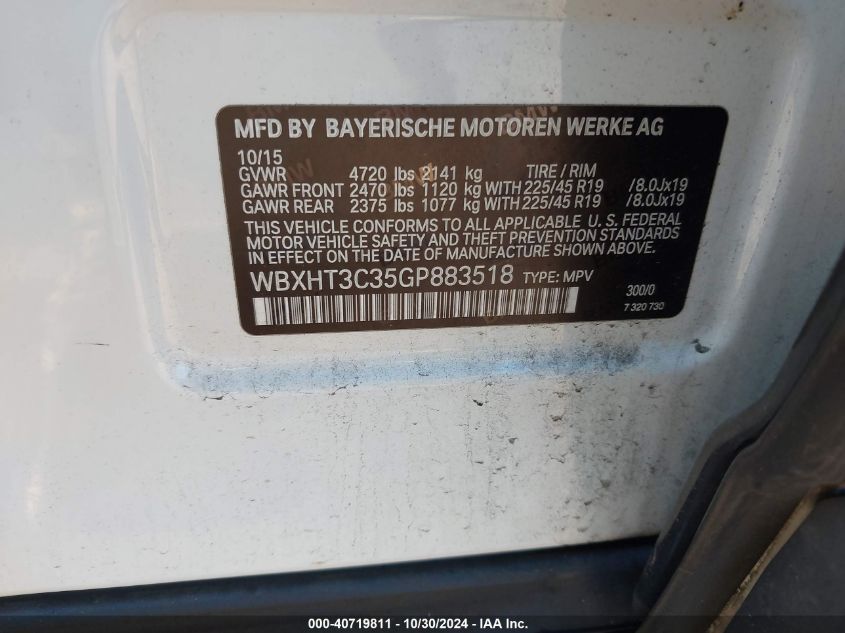 MFD BY BAYERISCHE MOTOREN WERKE AG
10/15
GVWR 4720 lbs 2141 kg TIRE / RIM
GAWR FRONT 2470 lbs 1120 kg WITH 225/45 R19 /8.0Jx19
GAWR REAR 2375 lbs 1077 kg WITH 225/45 R19 /8.0Jx19
THIS VEHICLE CONFORMS TO ALL APPLICABLE U. S. FEDERAL
MOTOR VEHICLE SAFETY AND THEFT PREVENTION STANDARDS
IN EFFECT ON THE DATE OF MANUFACTURE SHOWN ABOVE.
WBXHT3C35GP883518 TYPE: MPV
300/0
7 320 730
000-40719811 - 10/30/2024 - IAA Inc.